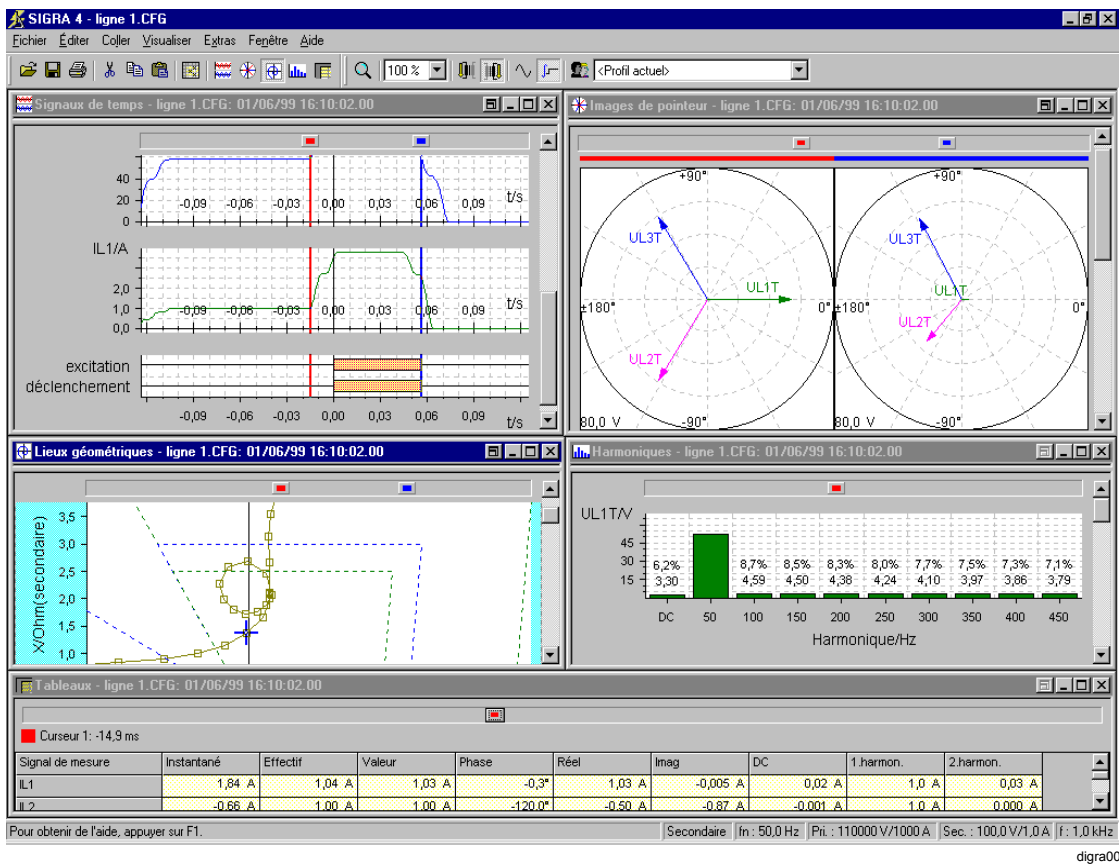 SIGRA 4 - ligne 1.CFG
Fichier Éditer Coller Visualiser Extras Fenêtre Aide
100 % <Profil actuel>
Signaux de temps - ligne 1.CFG: 01/06/99 16:10:02.00
40
20
0
-0,09 -0,06 -0,03 0,00 0,03 0,06 0,09 t/s
IL1/A
2,0
1,0
0,0
-0,09 -0,06 -0,03 0,00 0,03 0,06 0,09 t/s
excitation
déclenchement
-0,09 -0,06 -0,03 0,00 0,03 0,06 0,09 t/s
Images de pointeur - ligne 1.CFG: 01/06/99 16:10:02.00
+90° +90°
UL3T UL3T
UL1T UL1T
±180° 0° ±180° 0°
UL2T UL2T
80,0 V -90° 80,0 V -90°
Lieux géométriques - ligne 1.CFG: 01/06/99 16:10:02.00
X/Ohm(secondaire)
3,5
3,0
2,5
2,0
1,5
1,0
Harmoniques - ligne 1.CFG: 01/06/99 16:10:02.00
UL1T/V
45
30
15
6,2% 8,7% 8,5% 8,3% 8,0% 7,7% 7,5% 7,3% 7,1%
3,30 4,59 4,50 4,38 4,24 4,10 3,97 3,86 3,79
DC 50 100 150 200 250 300 350 400 450
Harmonique/Hz
Tableaux - ligne 1.CFG: 01/06/99 16:10:02.00
Curseur 1: -14,9 ms
Signal de mesure Instantané Effectif Valeur Phase Réel Imag DC 1.harmon. 2.harmon.
IL1 1,84 A 1,04 A 1,03 A -0,3° 1,03 A -0,005 A 0,02 A 1,0 A 0,03 A
IL2 -0,66 A 1,00 A 1,00 A -120,0° -0,50 A -0,87 A -0,001 A 1,0 A 0,000 A
Pour obtenir de l'aide, appuyer sur F1. Secondaire fn : 50,0 Hz Pri. : 110000 V/1000 A Sec. : 100,0 V/1,0 A f : 1,0 kHz
digra00